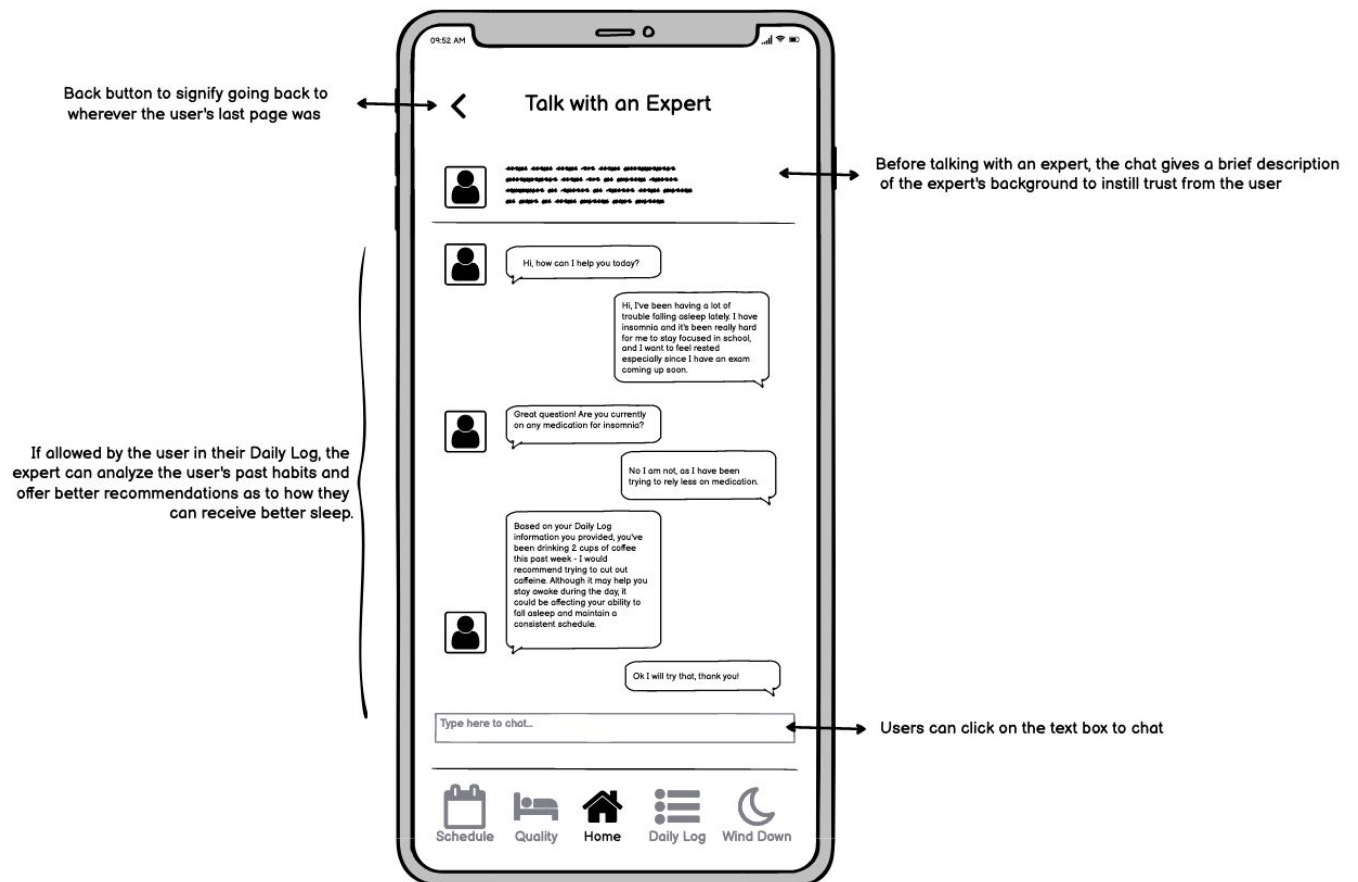 09:52 AM
Back button to signify going back to
wherever the user's last page was
Talk with an Expert
Before talking with an expert, the chat gives a brief description
of the expert's background to instill trust from the user
Hi, how can I help you today?
Hi, I've been having a lot of
trouble falling asleep lately. I have
insomnia and it's been really hard
for me to stay focused in school,
and I want to feel rested
especially since I have an exam
coming up soon.
Great question! Are you currently
on any medication for insomnia?
No I am not, as I have been
trying to rely less on medication.
If allowed by the user in their Daily Log, the
expert can analyze the user's past habits and
offer better recommendations as to how they
can receive better sleep.
Based on your Daily Log
information you provided, you've
been drinking 2 cups of coffee
this past week - I would
recommend trying to cut out
caffeine. Although it may help you
stay awake during the day, it
could be affecting your ability to
fall asleep and maintain a
consistent schedule.
Ok I will try that, thank you!
Type here to chat...
Users can click on the text box to chat
Schedule
Quality
Home
Daily Log
Wind Down